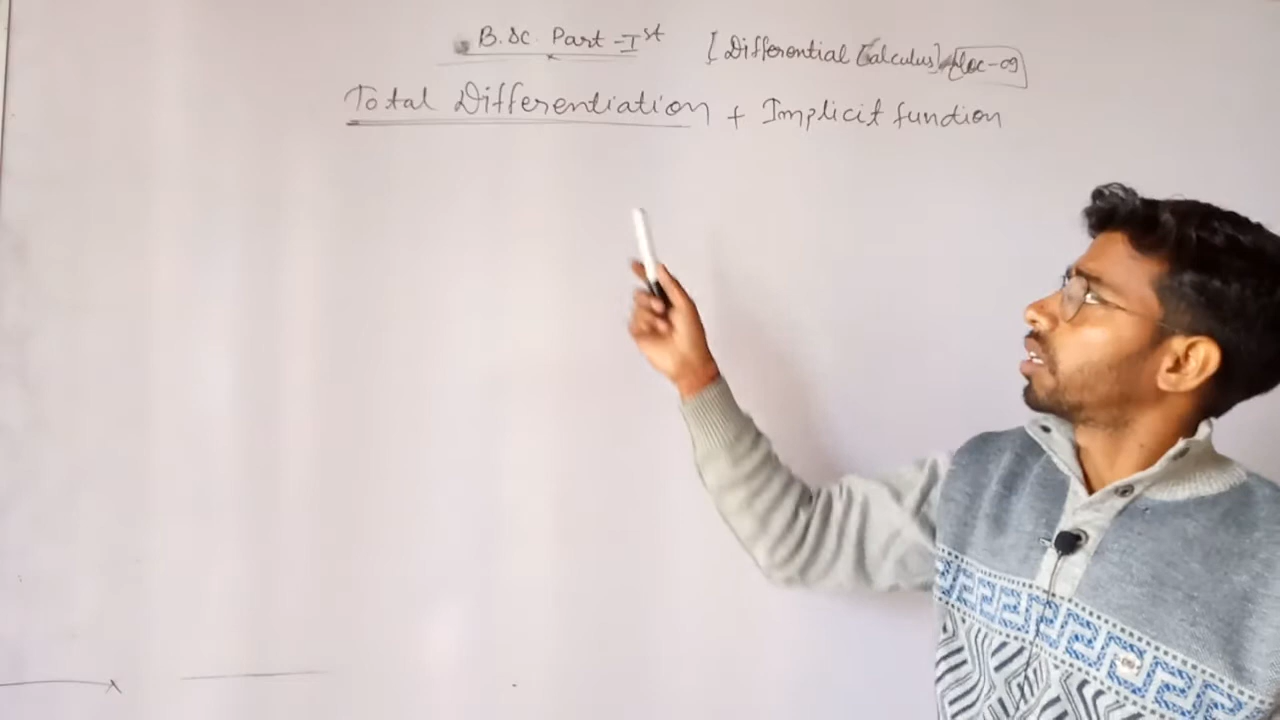 B.Sc. Part-Ist [Differential Calculus] Lec-09
Total Differentiation + Implicit function